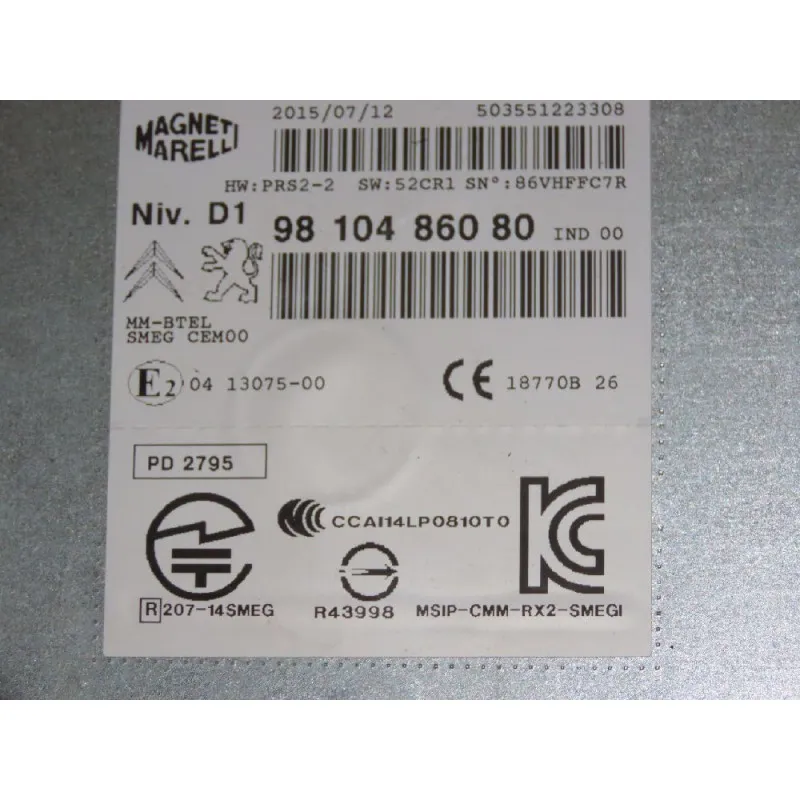 MAGNETI
MARELLI
2015/07/12 503551223308
HW:PRS2-2 SW:52CR1 SN°:86VHFFC7R
Niv. D1
98 104 860 80 IND 00
MM-BTEL
SMEG CEM00
E2 04 13075-00
CE 18770B 26
PD 2795
CCAI14LP0810T0
KC
R 207-14SMEG
R43998
MSIP-CMM-RX2-SMEGI